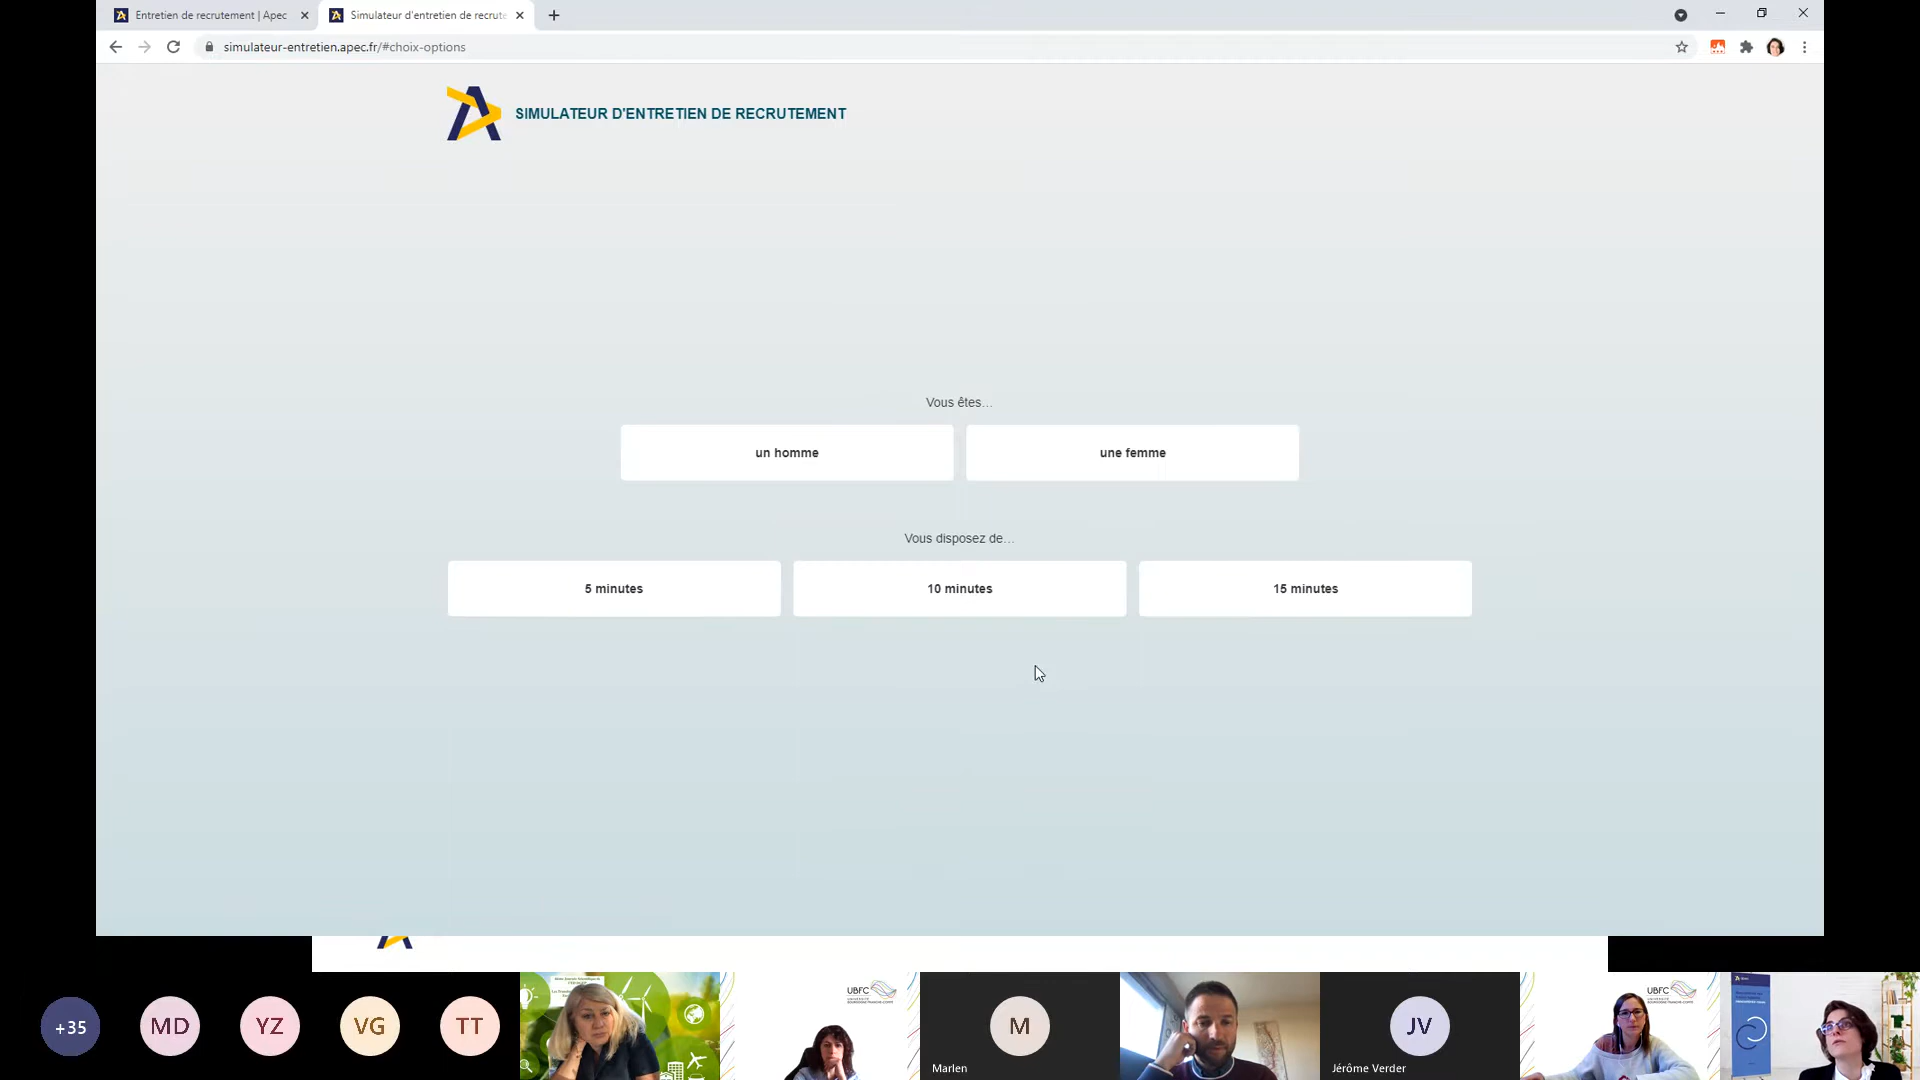 Entretien de recrutement | Apec
Simulateur d'entretien de recrute
simulateur-entretien.apec.fr/#choix-options
SIMULATEUR D'ENTRETIEN DE RECRUTEMENT
Vous êtes...
un homme
une femme
Vous disposez de...
5 minutes
10 minutes
15 minutes
+35
MD
YZ
VG
TT
UBFC
M
Marlen
JV
Jérôme Verder
UBFC